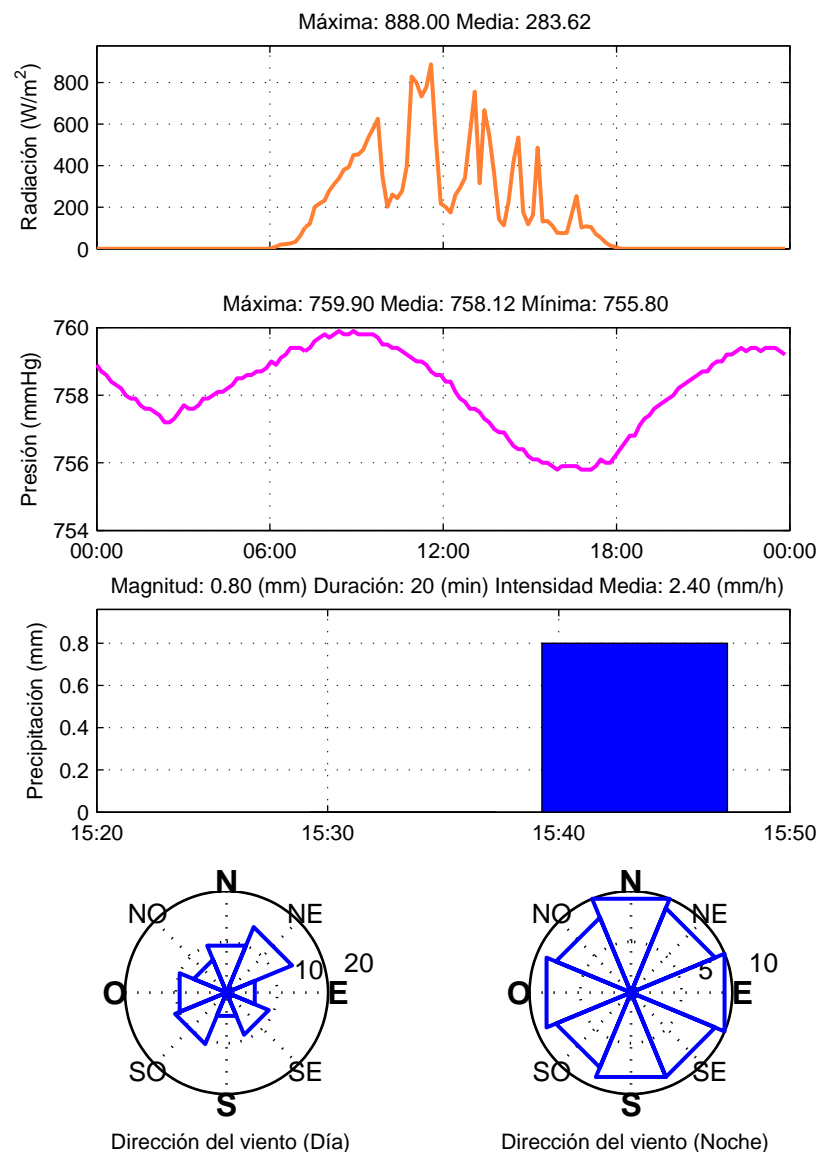 Máxima: 888.00 Media: 283.62
Radiación (W/m²)
800
600
400
200
0
Máxima: 759.90 Media: 758.12 Mínima: 755.80
Presión (mmHg)
760
758
756
754
00:00 06:00 12:00 18:00 00:00
Magnitud: 0.80 (mm) Duración: 20 (min) Intensidad Media: 2.40 (mm/h)
Precipitación (mm)
0.8
0.6
0.4
0.2
0
15:20 15:30 15:40 15:50
N
NO NE
10 20
O E
SO SE
S
Dirección del viento (Día)
N
NO NE
5 10
O E
SO SE
S
Dirección del viento (Noche)